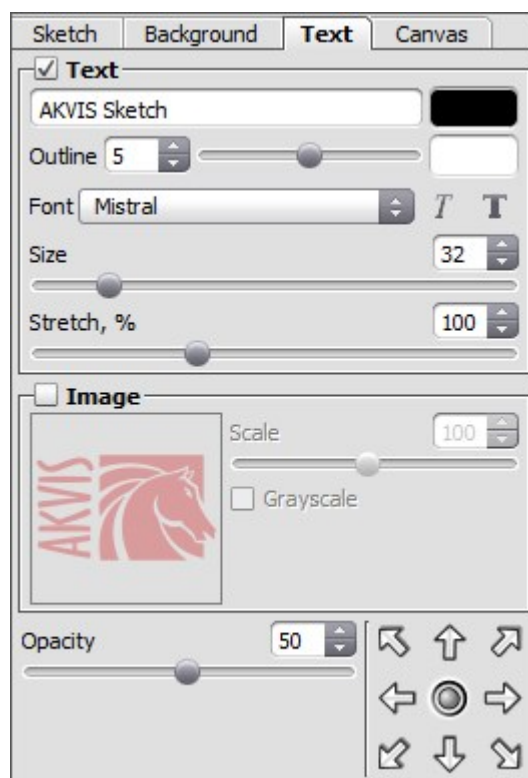 Sketch Background Text Canvas
Text
AKVIS Sketch
Outline 5
Font Mistral T T
Size 32
Stretch, % 100
Image
Scale 100
AKVIS
Grayscale
Opacity 50